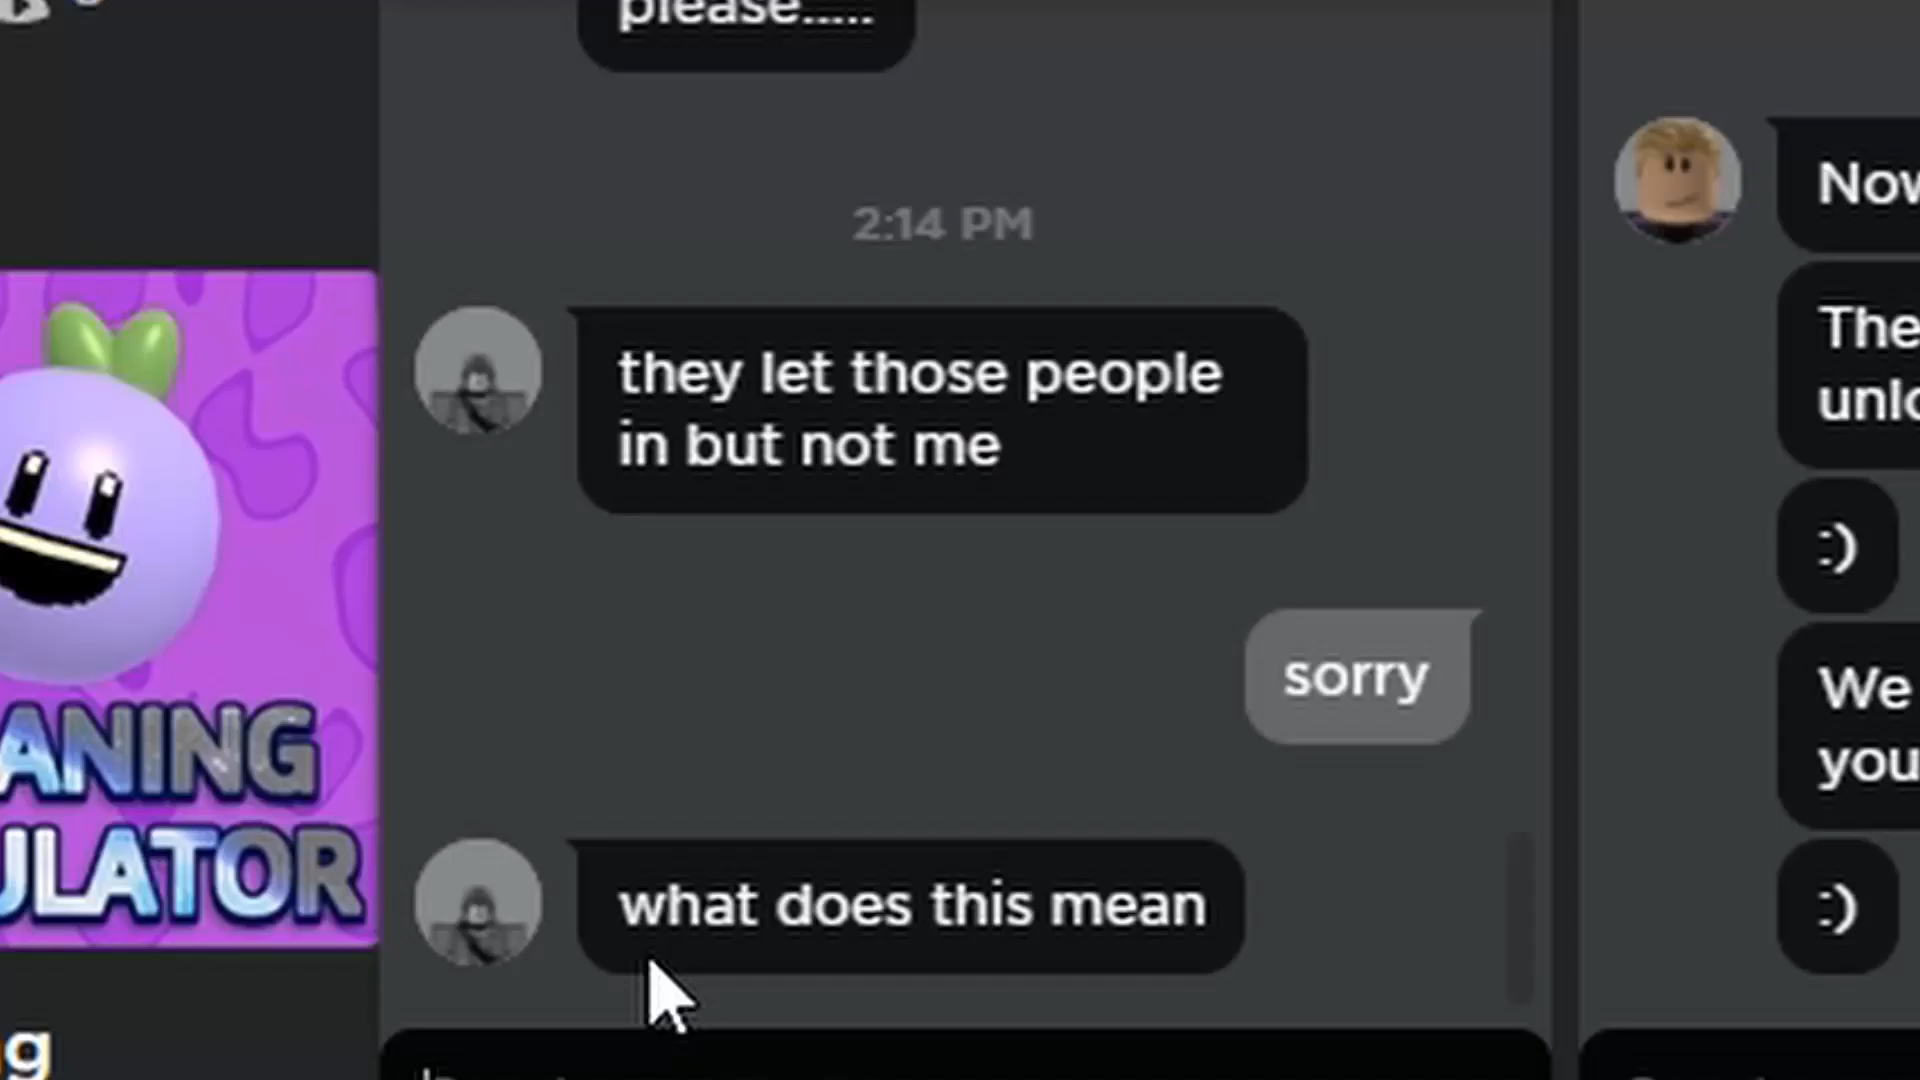 please.....
2:14 PM
they let those people
in but not me
sorry
what does this mean
ANING
ULATOR
g
Now
The
:)
We
you
:)